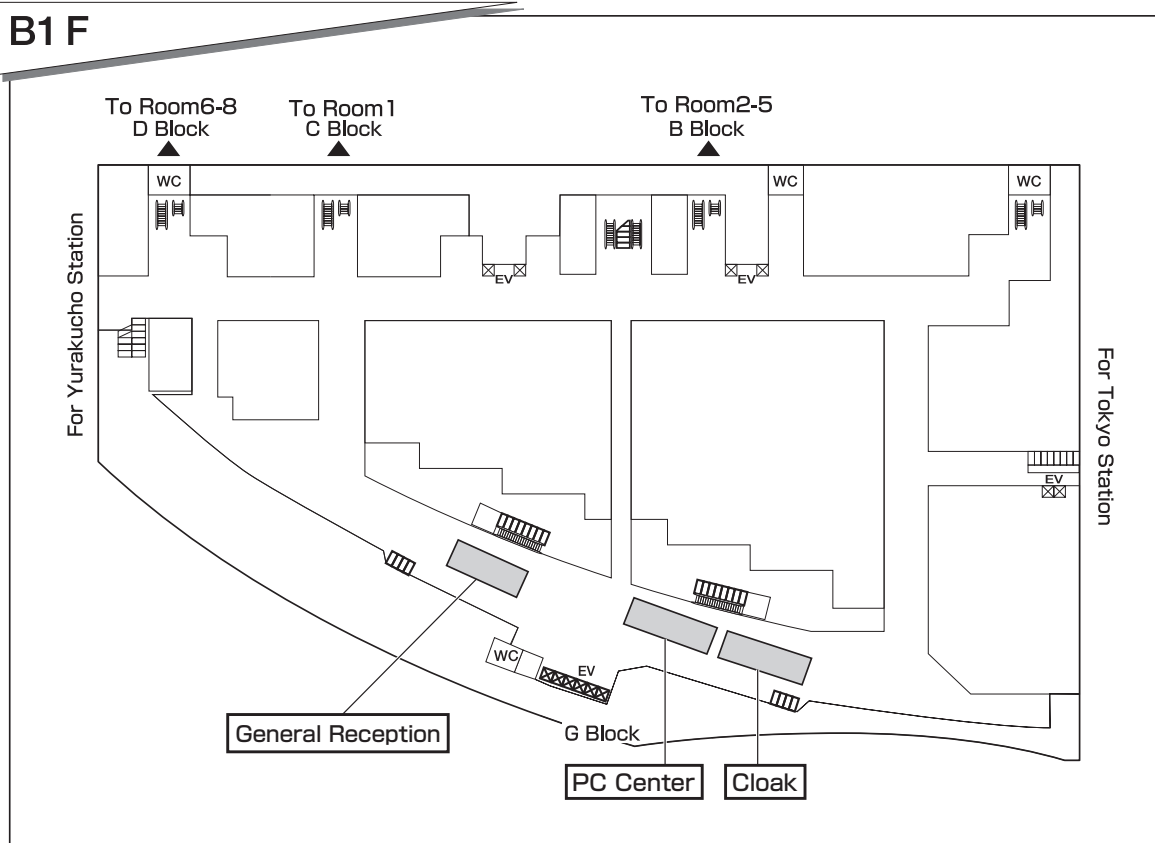 B1 F
To Room6-8
D Block
To Room1
C Block
To Room2-5
B Block
WC
WC
WC
EV
EV
For Yurakucho Station
For Tokyo Station
EV
WC
EV
General Reception
G Block
PC Center
Cloak